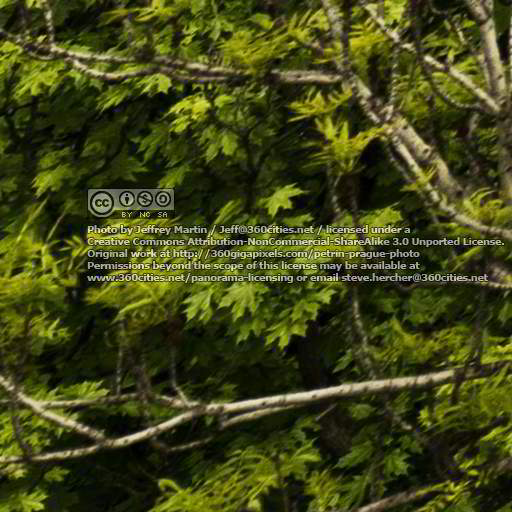 cc
BY NC SA
Photo by Jeffrey Martin / Jeff@360cities.net / licensed under a
Creative Commons Attribution-NonCommercial-ShareAlike 3.0 Unported License.
Original work at http://360gigapixels.com/petrin-prague-photo
Permissions beyond the scope of this license may be available at
www.360cities.net/panorama-licensing or email steve.hercher@360cities.net